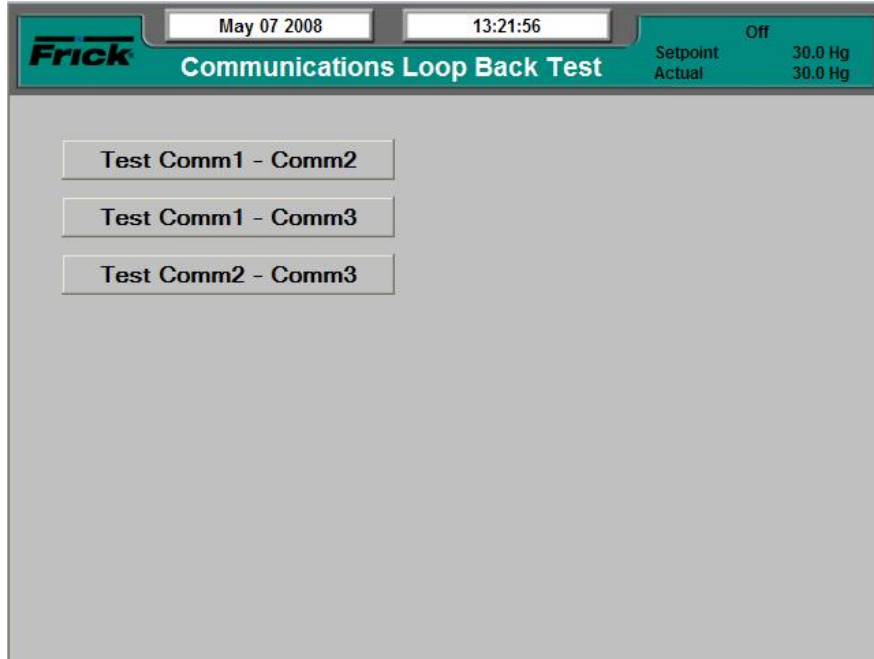 May 07 2008 13:21:56
Off
Frick
Communications Loop Back Test
Setpoint 30.0 Hg
Actual 30.0 Hg
Test Comm1 - Comm2
Test Comm1 - Comm3
Test Comm2 - Comm3